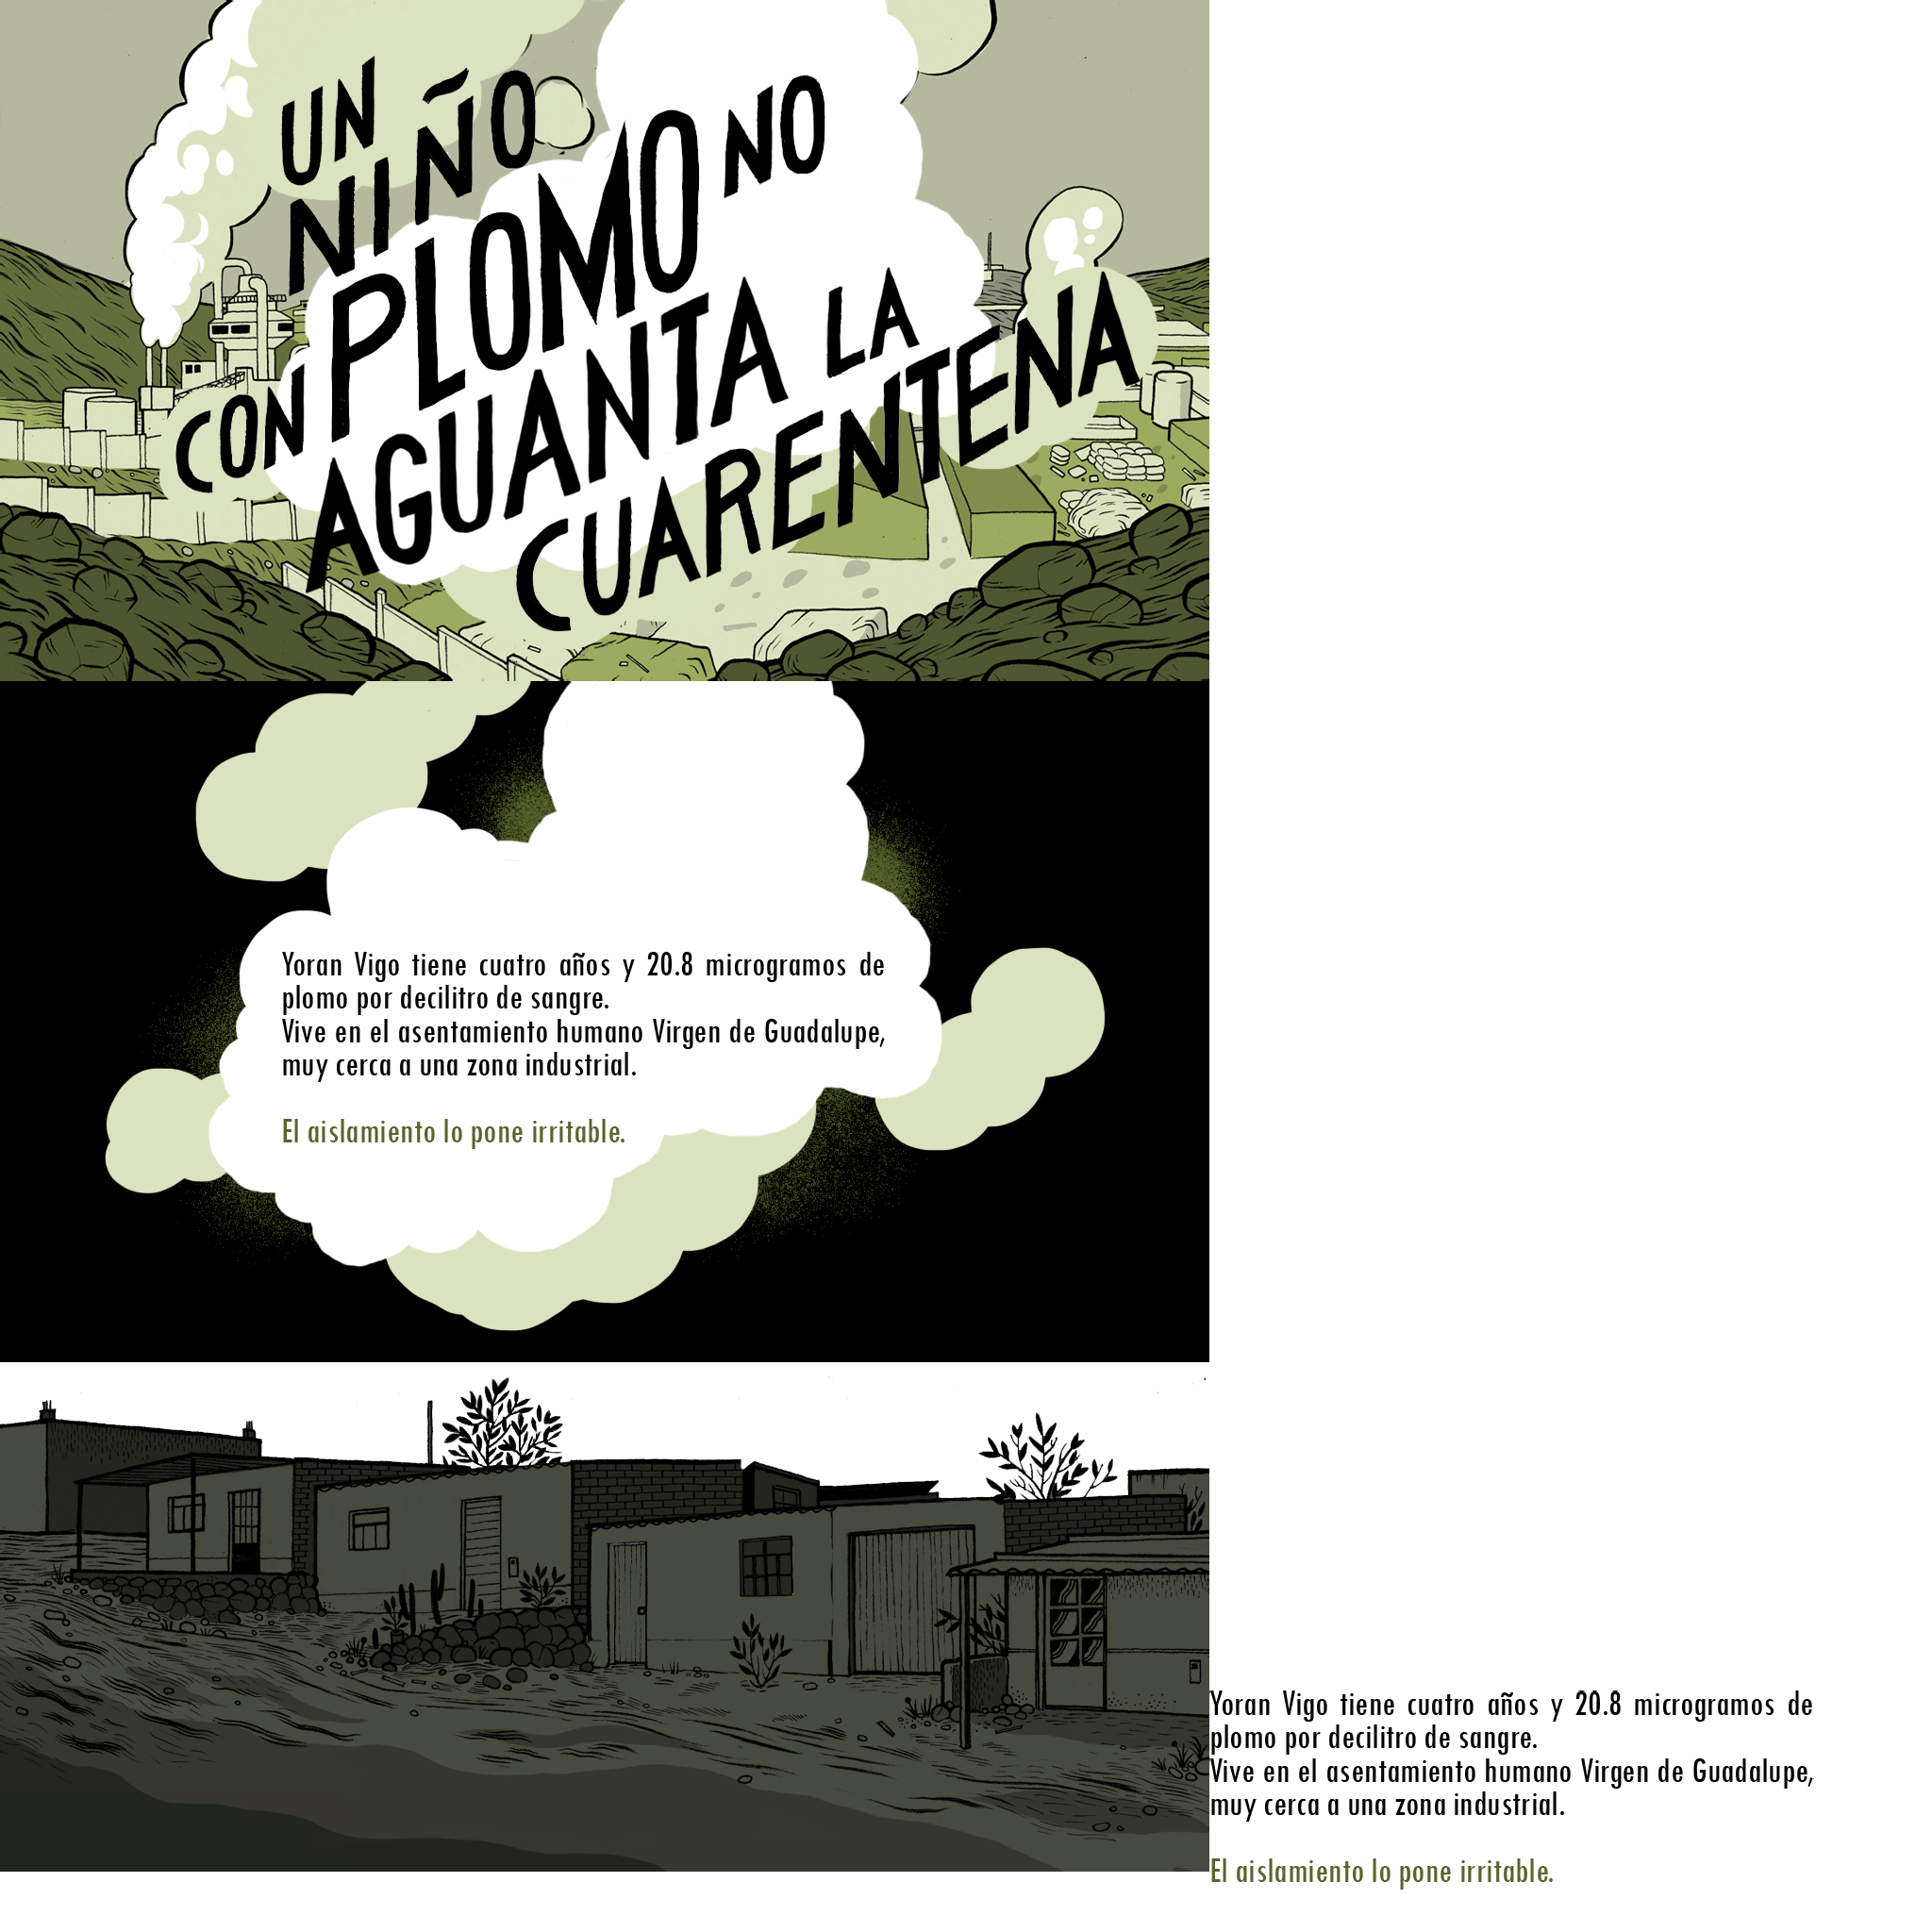 UN
NIÑO
CON PLOMO NO
AGUANTA LA
CUARENTENA
Yoran Vigo tiene cuatro años y 20.8 microgramos de
plomo por decilitro de sangre.
Vive en el asentamiento humano Virgen de Guadalupe,
muy cerca a una zona industrial.
El aislamiento lo pone irritable.
Yoran Vigo tiene cuatro años y 20.8 microgramos de
plomo por decilitro de sangre.
Vive en el asentamiento humano Virgen de Guadalupe,
muy cerca a una zona industrial.
El aislamiento lo pone irritable.